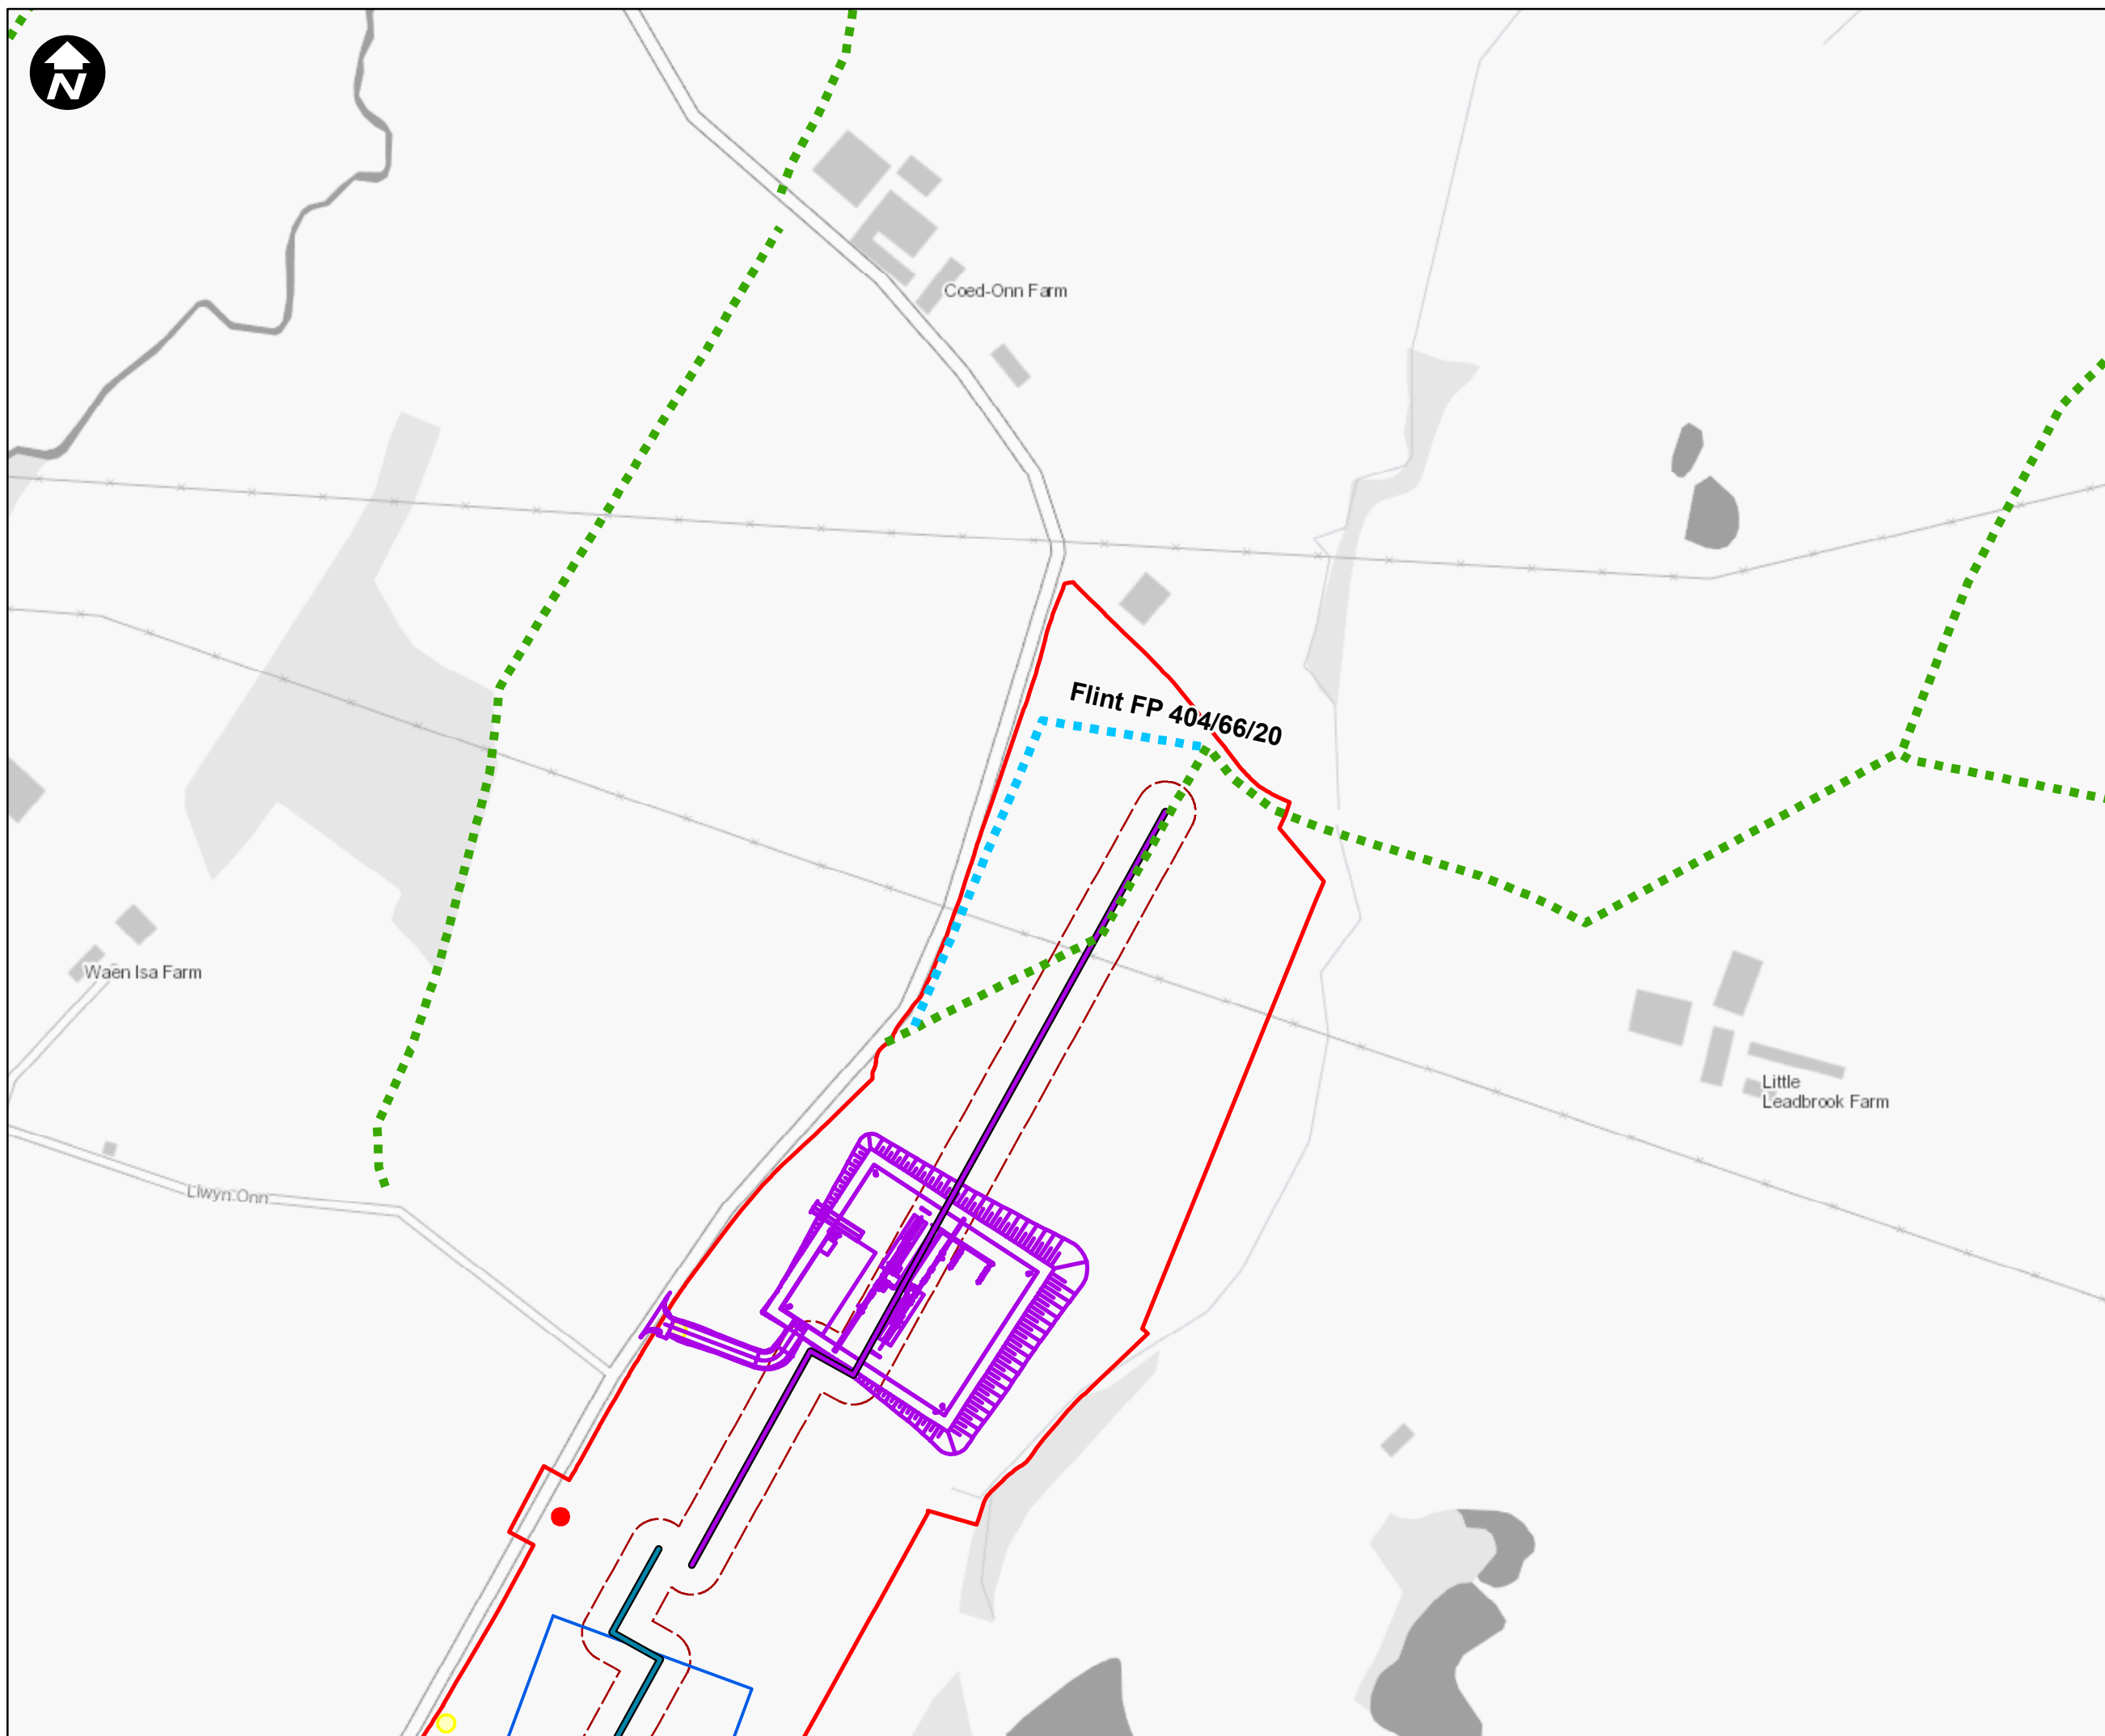 N
Coed-Onn Farm
Flint FP 404/66/20
Waen Isa Farm
Little
Leadbrook Farm
Llwyn Onn